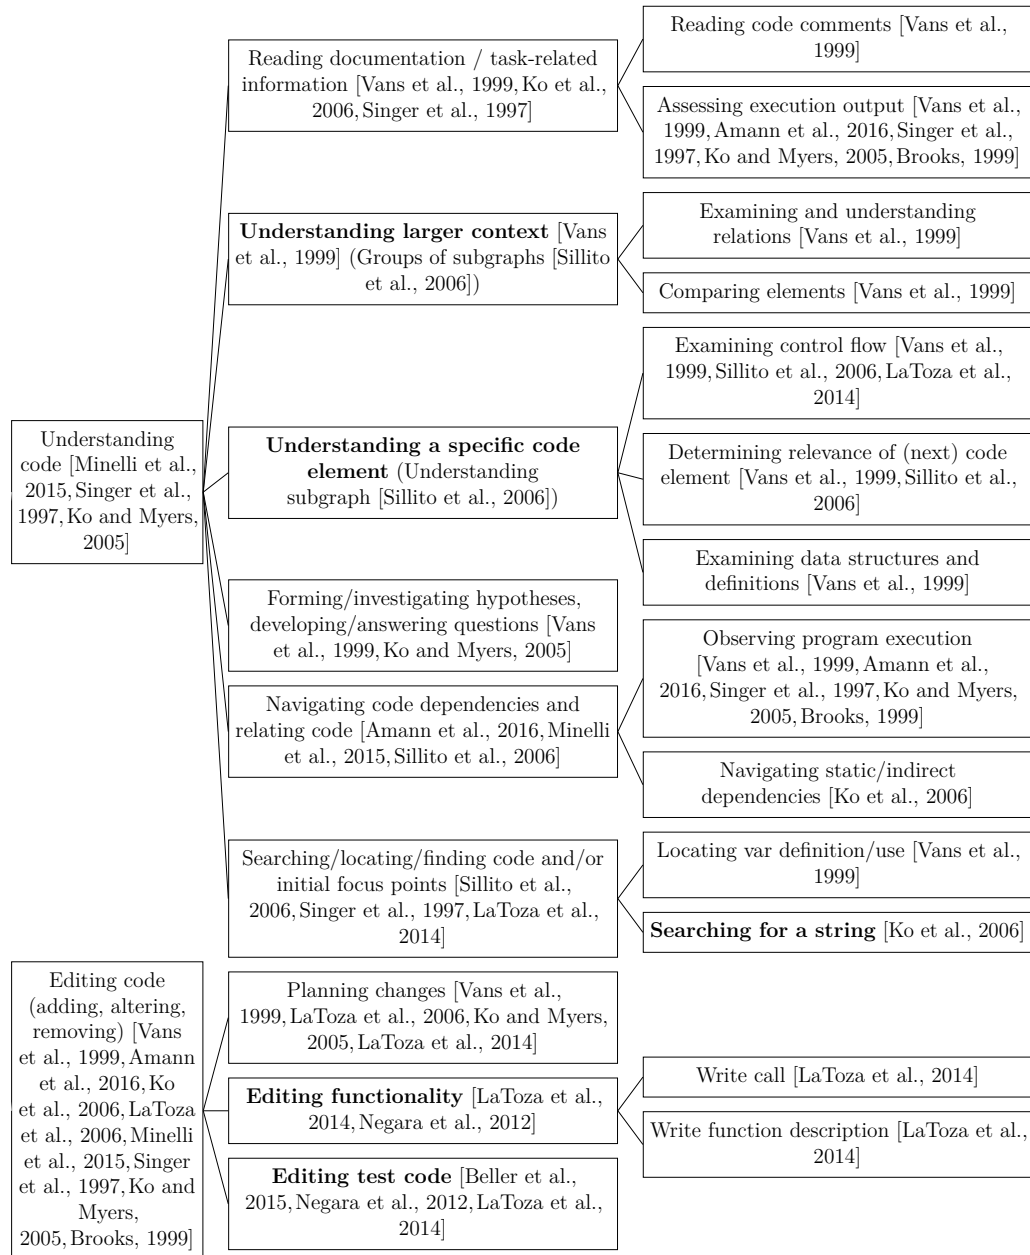 Understanding
code [Minelli et al.,
2015, Singer et al.,
1997, Ko and Myers,
2005]
Reading documentation / task-related
information [Vans et al., 1999, Ko et al.,
2006, Singer et al., 1997]
Reading code comments [Vans et al.,
1999]
Assessing execution output [Vans et al.,
1999, Amann et al., 2016, Singer et al.,
1997, Ko and Myers, 2005, Brooks, 1999]
Understanding larger context [Vans
et al., 1999] (Groups of subgraphs [Sillito
et al., 2006])
Examining and understanding
relations [Vans et al., 1999]
Comparing elements [Vans et al., 1999]
Understanding a specific code
element (Understanding
subgraph [Sillito et al., 2006])
Examining control flow [Vans et al.,
1999, Sillito et al., 2006, LaToza et al.,
2014]
Determining relevance of (next) code
element [Vans et al., 1999, Sillito et al.,
2006]
Examining data structures and
definitions [Vans et al., 1999]
Forming/investigating hypotheses,
developing/answering questions [Vans
et al., 1999, Ko and Myers, 2005]
Navigating code dependencies and
relating code [Amann et al., 2016, Minelli
et al., 2015, Sillito et al., 2006]
Observing program execution
[Vans et al., 1999, Amann et al.,
2016, Singer et al., 1997, Ko and Myers,
2005, Brooks, 1999]
Navigating static/indirect
dependencies [Ko et al., 2006]
Searching/locating/finding code and/or
initial focus points [Sillito et al.,
2006, Singer et al., 1997, LaToza et al.,
2014]
Locating var definition/use [Vans et al.,
1999]
Searching for a string [Ko et al., 2006]
Editing code
(adding, altering,
removing) [Vans
et al., 1999, Amann
et al., 2016, Ko
et al., 2006, LaToza
et al., 2006, Minelli
et al., 2015, Singer
et al., 1997, Ko and
Myers,
2005, Brooks, 1999]
Planning changes [Vans et al.,
1999, LaToza et al., 2006, Ko and Myers,
2005, LaToza et al., 2014]
Editing functionality [LaToza et al.,
2014, Negara et al., 2012]
Write call [LaToza et al., 2014]
Write function description [LaToza et al.,
2014]
Editing test code [Beller et al.,
2015, Negara et al., 2012, LaToza et al.,
2014]